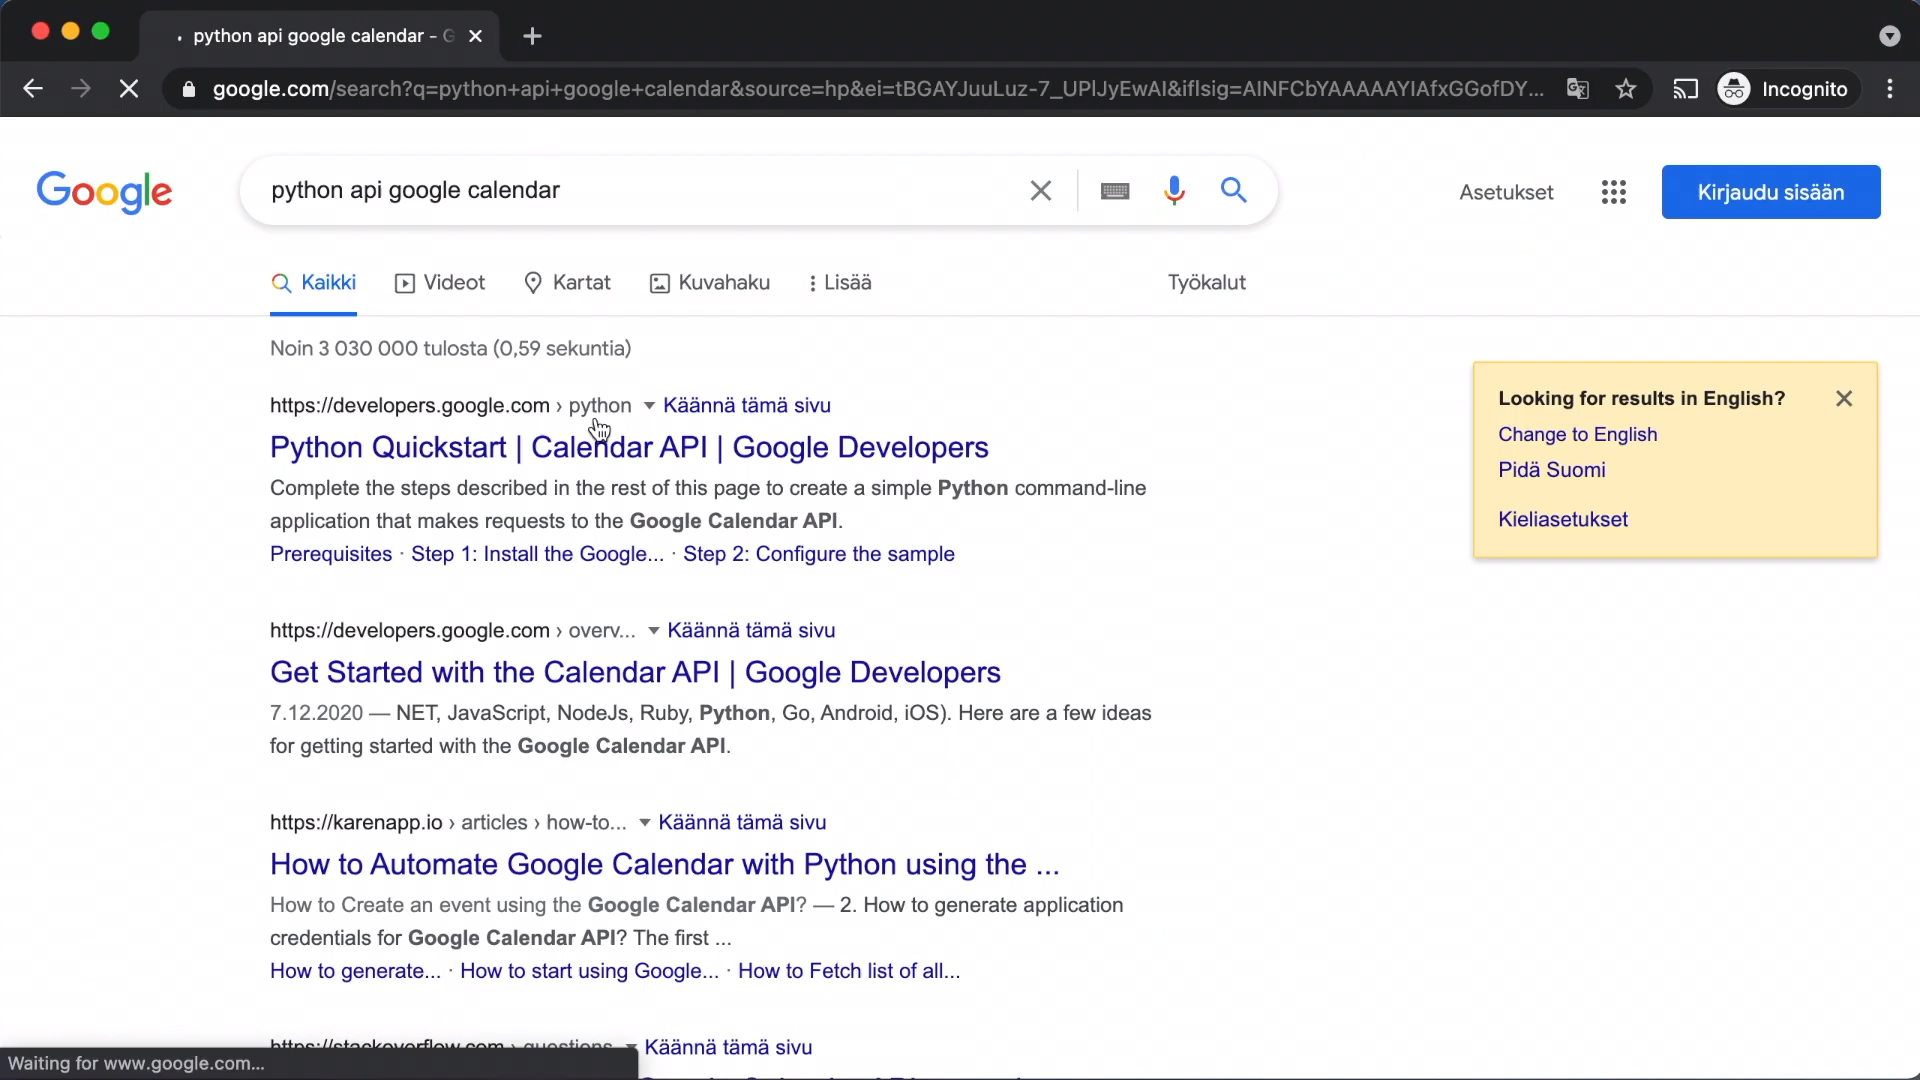 python api google calendar - G
google.com/search?q=python+api+google+calendar&source=hp&ei=tBGAYJuuLuz-7_UPlJyEwAI&iflsig=AINFCbYAAAAAYIAfxGGofDY...
Incognito
Google
python api google calendar
Asetukset
Kirjaudu sisään
Kaikki
Videot
Kartat
Kuvahaku
Lisää
Työkalut
Noin 3 030 000 tulosta (0,59 sekuntia)
https://developers.google.com › python Käännä tämä sivu
Python Quickstart | Calendar API | Google Developers
Complete the steps described in the rest of this page to create a simple Python command-line
application that makes requests to the Google Calendar API.
Prerequisites · Step 1: Install the Google... · Step 2: Configure the sample
Looking for results in English?
Change to English
Pidä Suomi
Kieliasetukset
https://developers.google.com › overv... Käännä tämä sivu
Get Started with the Calendar API | Google Developers
7.12.2020 — NET, JavaScript, NodeJs, Ruby, Python, Go, Android, iOS). Here are a few ideas
for getting started with the Google Calendar API.
https://karenapp.io › articles › how-to... Käännä tämä sivu
How to Automate Google Calendar with Python using the ...
How to Create an event using the Google Calendar API? — 2. How to generate application
credentials for Google Calendar API? The first ...
How to generate... · How to start using Google... · How to Fetch list of all...
https://stackoverflow.com › questions Käännä tämä sivu
Waiting for www.google.com...